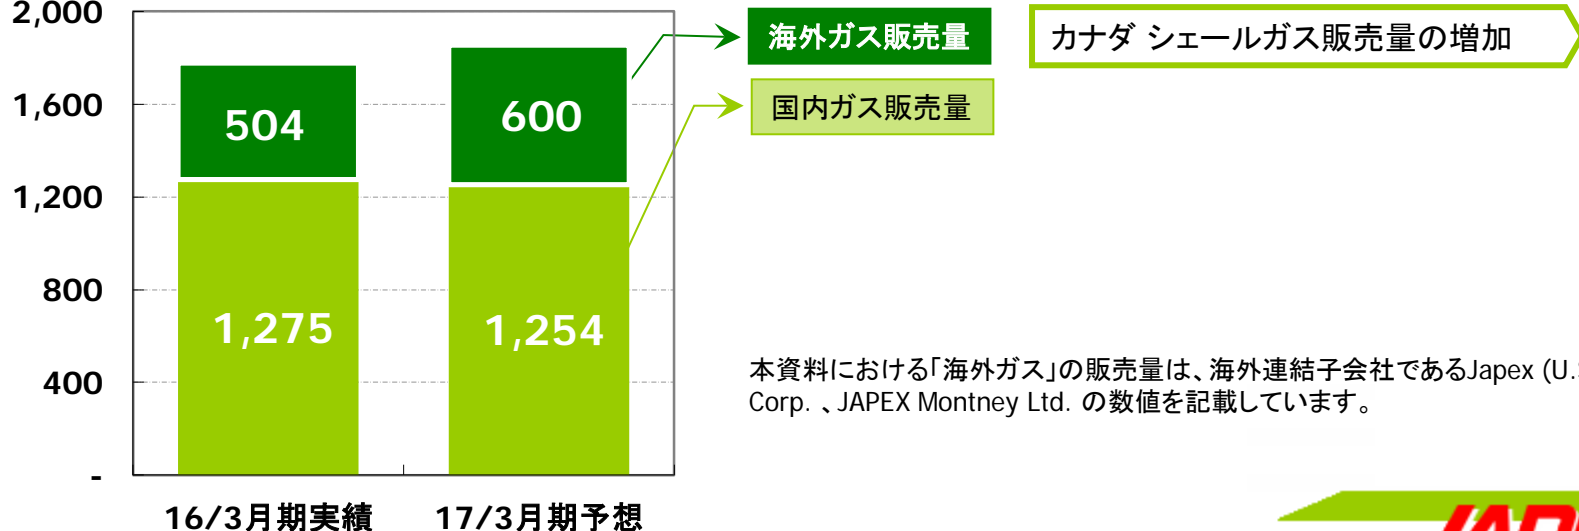 2,000
1,600
1,200
800
400
-
504
600
1,275
1,254
16/3月期実績
17/3月期予想
海外ガス販売量
カナダ シェールガス販売量の増加
国内ガス販売量
本資料における「海外ガス」の販売量は、海外連結子会社であるJapex (U.
Corp. 、JAPEX Montney Ltd. の数値を記載しています。